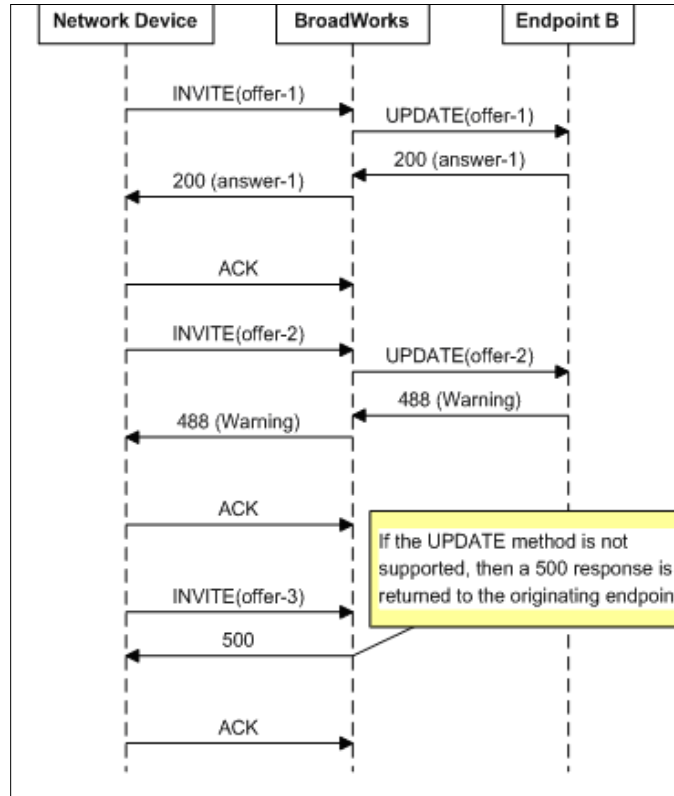 Network Device
BroadWorks
Endpoint B
INVITE(offer-1)
UPDATE(offer-1)
200 (answer-1)
200 (answer-1)
ACK
INVITE(offer-2)
UPDATE(offer-2)
488 (Warning)
488 (Warning)
ACK
If the UPDATE method is not
supported, then a 500 response is
returned to the originating endpoin
INVITE(offer-3)
500
ACK